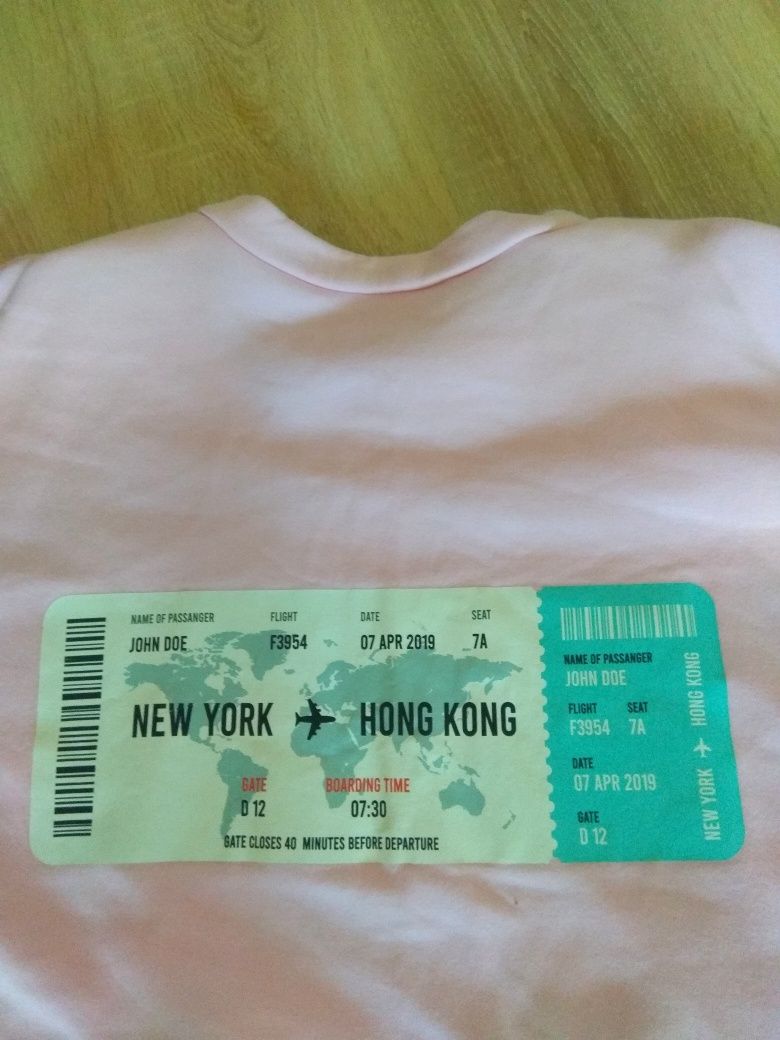 NAME OF PASSANGER FLIGHT DATE SEAT
JOHN DOE F3954 07 APR 2019 7A
NEW YORK HONG KONG
GATE BOARDING TIME
D 12 07:30
GATE CLOSES 40 MINUTES BEFORE DEPARTURE
NAME OF PASSANGER
JOHN DOE
FLIGHT SEAT
F3954 7A
DATE
07 APR 2019
GATE
D 12
NEW YORK HONG KONG